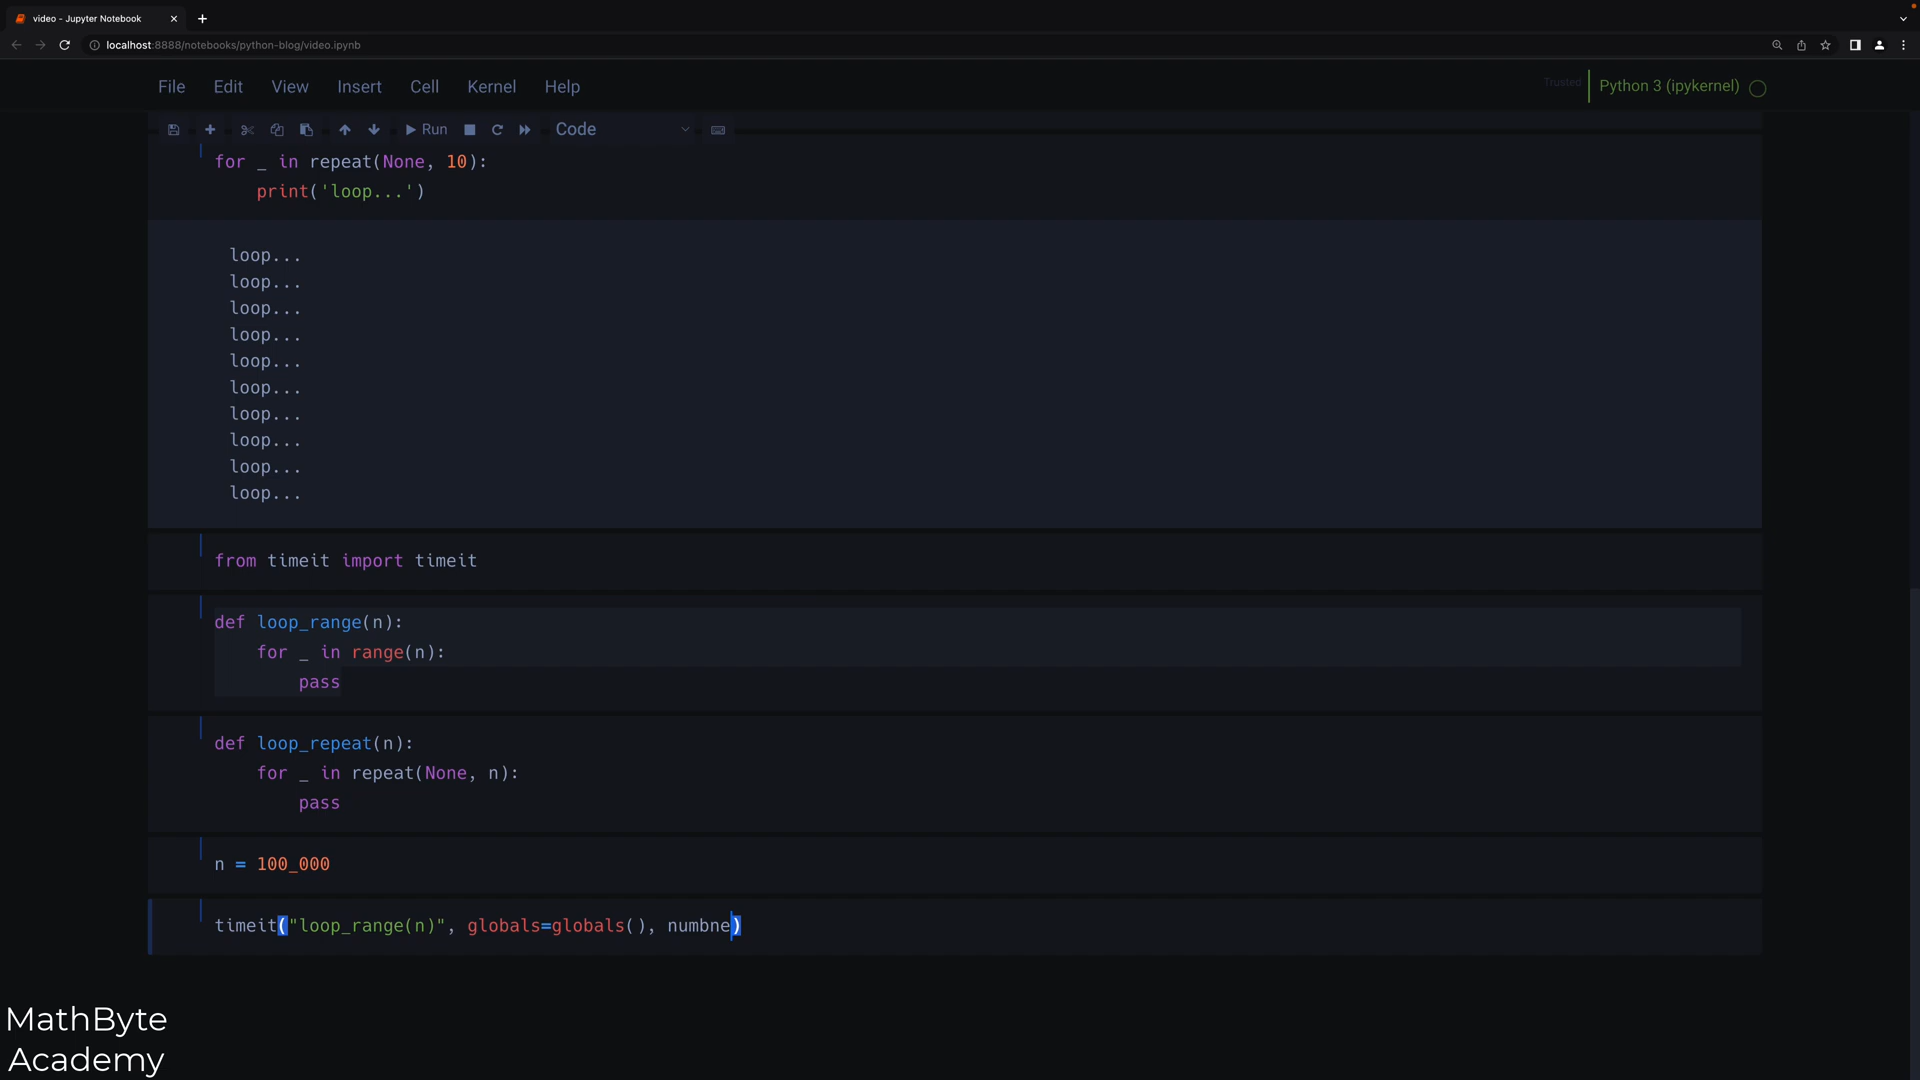 video - Jupyter Notebook
localhost:8888/notebooks/python-blog/video.ipynb
File Edit View Insert Cell Kernel Help
Trusted
Python 3 (ipykernel)
Run
Code
for _ in repeat(None, 10):
    print('loop...')
loop...
loop...
loop...
loop...
loop...
loop...
loop...
loop...
loop...
loop...
from timeit import timeit
def loop_range(n):
    for _ in range(n):
        pass
def loop_repeat(n):
    for _ in repeat(None, n):
        pass
n = 100_000
timeit("loop_range(n)", globals=globals(), numbne)
MathByte
Academy